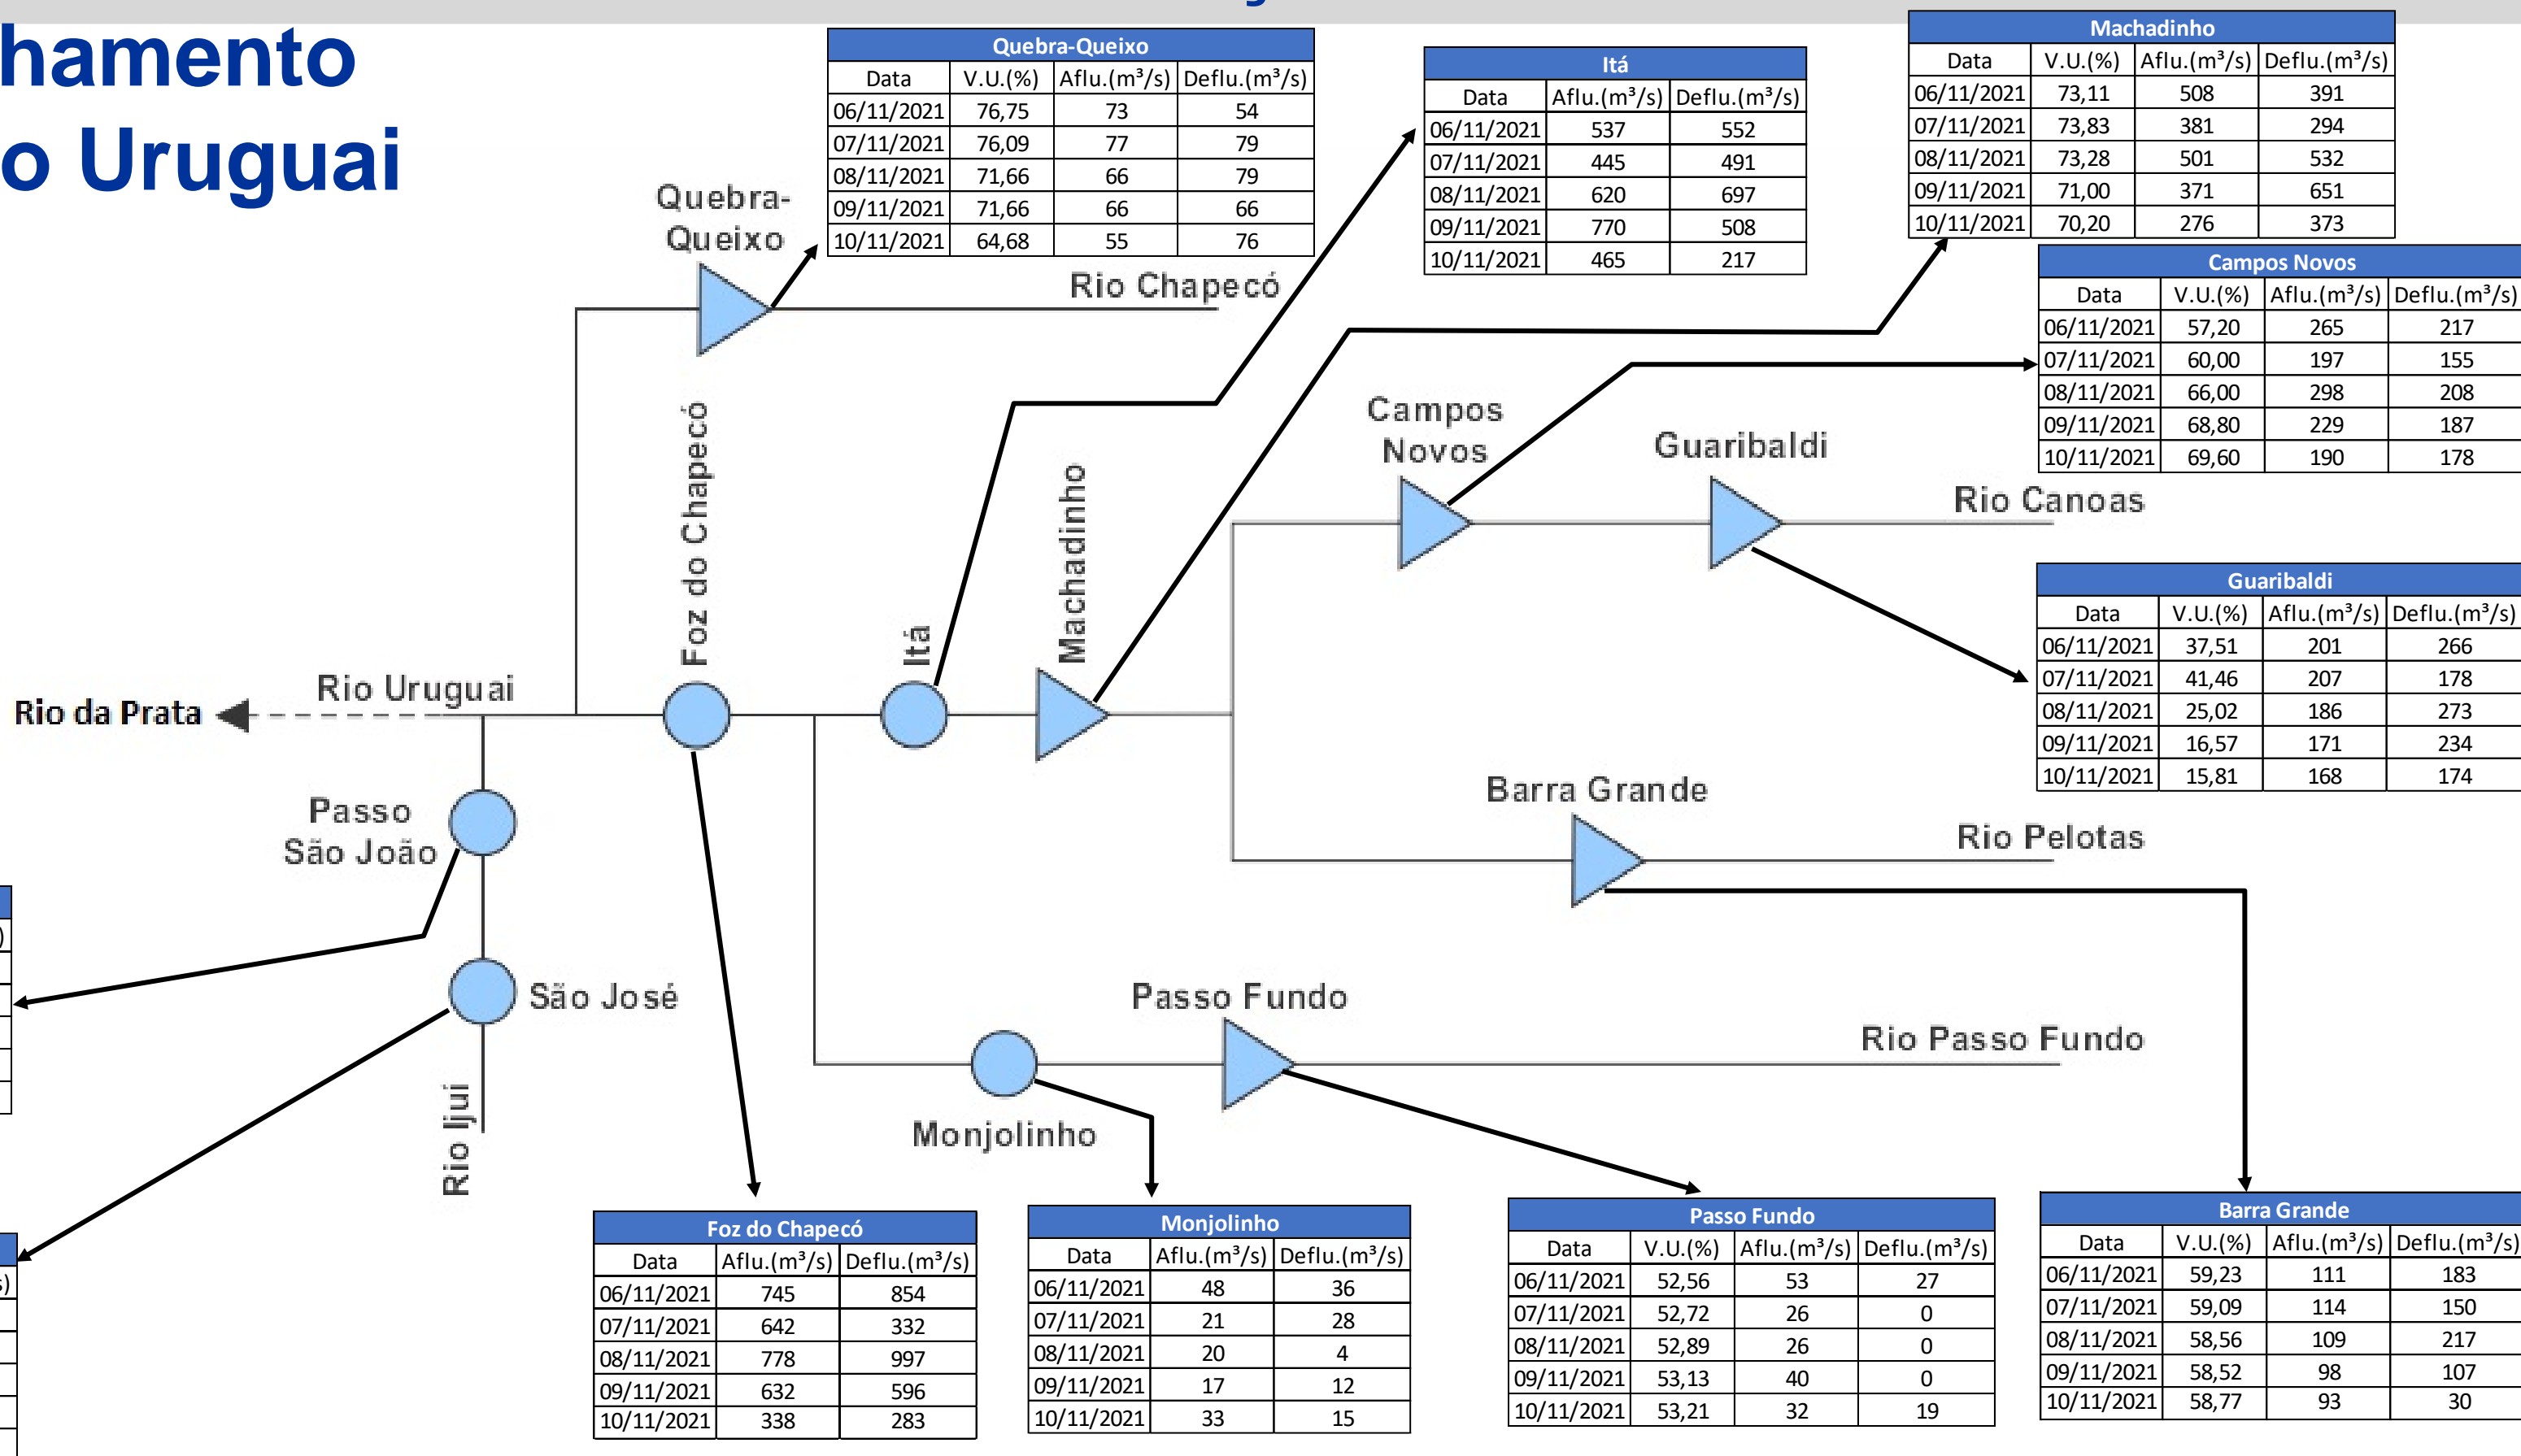 hamento
o Uruguai
Quebra-Queixo
Data V.U.(%) Aflu.(m³/s) Deflu.(m³/s)
06/11/2021 76,75 73 54
07/11/2021 76,09 77 79
08/11/2021 71,66 66 79
09/11/2021 71,66 66 66
10/11/2021 64,68 55 76
Itá
Data Aflu.(m³/s) Deflu.(m³/s)
06/11/2021 537 552
07/11/2021 445 491
08/11/2021 620 697
09/11/2021 770 508
10/11/2021 465 217
Machadinho
Data V.U.(%) Aflu.(m³/s) Deflu.(m³/s)
06/11/2021 73,11 508 391
07/11/2021 73,83 381 294
08/11/2021 73,28 501 532
09/11/2021 71,00 371 651
10/11/2021 70,20 276 373
Campos Novos
Data V.U.(%) Aflu.(m³/s) Deflu.(m³/s)
06/11/2021 57,20 265 217
07/11/2021 60,00 197 155
08/11/2021 66,00 298 208
09/11/2021 68,80 229 187
10/11/2021 69,60 190 178
Quebra-
Queixo
Rio Chapecó
Foz do Chapecó
Itá
Machadinho
Campos
Novos
Guaribaldi
Rio Canoas
Guaribaldi
Data V.U.(%) Aflu.(m³/s) Deflu.(m³/s)
06/11/2021 37,51 201 266
07/11/2021 41,46 207 178
08/11/2021 25,02 186 273
09/11/2021 16,57 171 234
10/11/2021 15,81 168 174
Rio da Prata
Rio Uruguai
Passo
São João
Barra Grande
Rio Pelotas
São José
Rio Ijui
Passo Fundo
Rio Passo Fundo
Monjolinho
)
s)
Foz do Chapecó
Data Aflu.(m³/s) Deflu.(m³/s)
06/11/2021 745 854
07/11/2021 642 332
08/11/2021 778 997
09/11/2021 632 596
10/11/2021 338 283
Monjolinho
Data Aflu.(m³/s) Deflu.(m³/s)
06/11/2021 48 36
07/11/2021 21 28
08/11/2021 20 4
09/11/2021 17 12
10/11/2021 33 15
Passo Fundo
Data V.U.(%) Aflu.(m³/s) Deflu.(m³/s)
06/11/2021 52,56 53 27
07/11/2021 52,72 26 0
08/11/2021 52,89 26 0
09/11/2021 53,13 40 0
10/11/2021 53,21 32 19
Barra Grande
Data V.U.(%) Aflu.(m³/s) Deflu.(m³/s)
06/11/2021 59,23 111 183
07/11/2021 59,09 114 150
08/11/2021 58,56 109 217
09/11/2021 58,52 98 107
10/11/2021 58,77 93 30